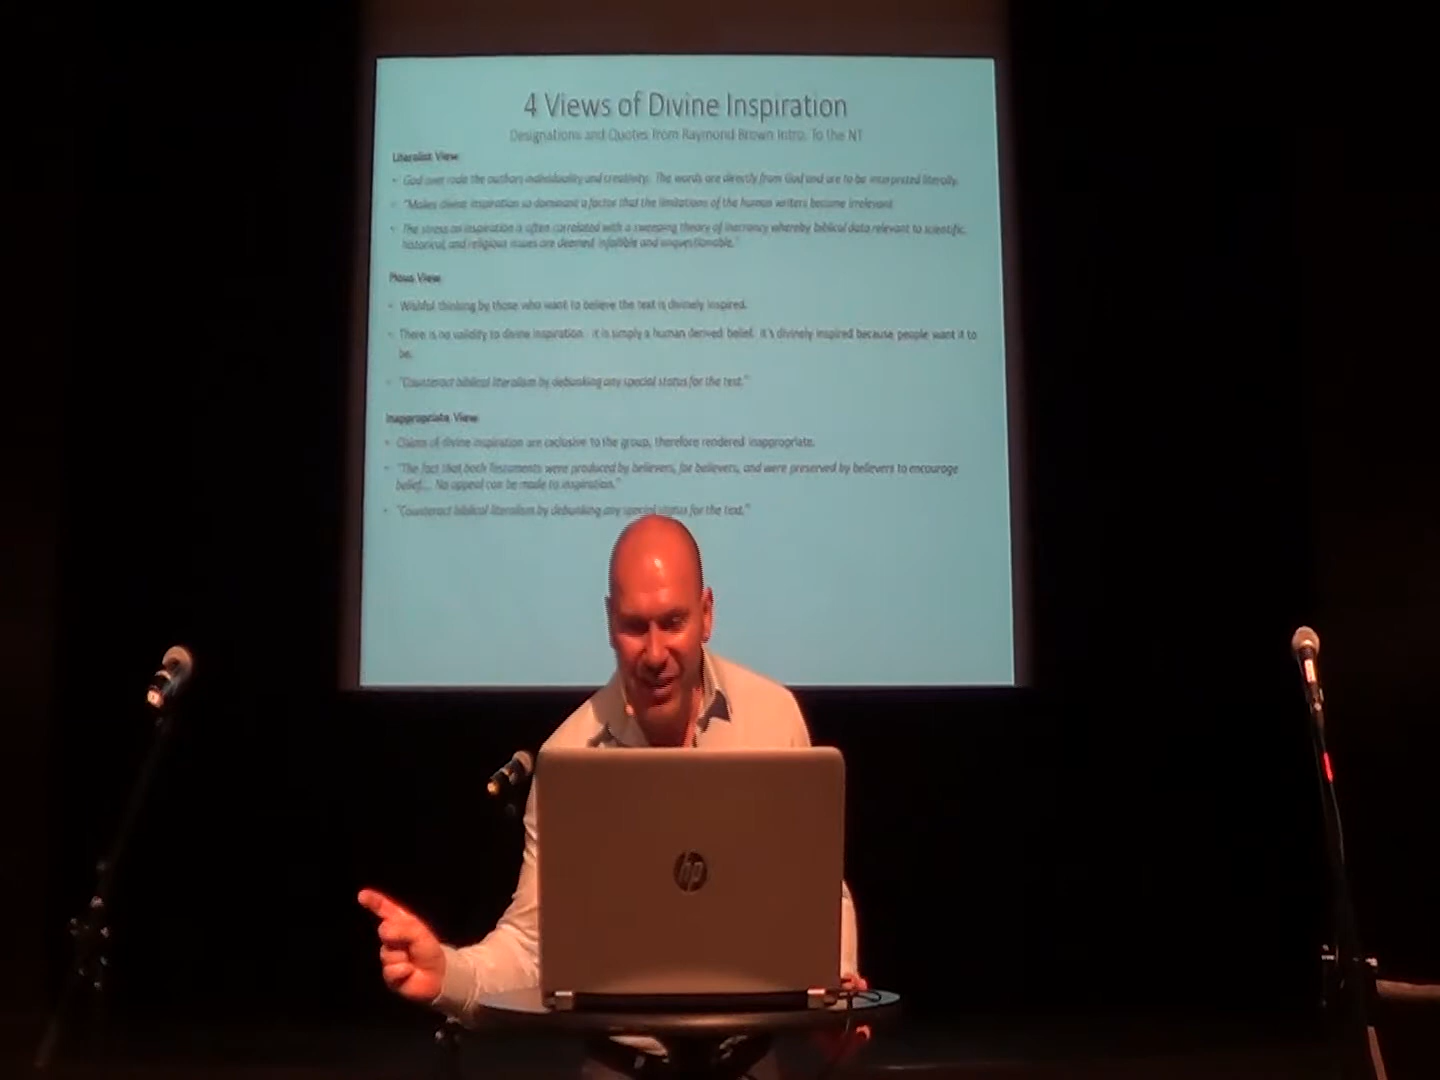 4 Views of Divine Inspiration
Designations and Quotes from Raymond Brown Intro. To the NT
Literalist View
• God over rode the authors individuality and creativity. The words are directly from God and are to be interpreted literally.
• "Makes divine inspiration so dominant a factor that the limitations of the human writers become irrelevant
• The stress on inspiration is often correlated with a sweeping theory of inerrancy whereby biblical data relevant to scientific,
historical, and religious issues are deemed infallible and unquestionable."
Pious View
• Wishful thinking by those who want to believe the text is divinely inspired.
• There is no validity to divine inspiration. It is simply a human derived belief. It's divinely inspired because people want it to
be.
• "Counteract biblical literalism by debunking any special status for the text."
Inappropriate View
• Claims of divine inspiration are exclusive to the group, therefore rendered inappropriate.
• "The fact that both Testaments were produced by believers, for believers, and were preserved by believers to encourage
belief... No appeal can be made to inspiration."
• "Counteract biblical literalism by debunking any special status for the text."
hp